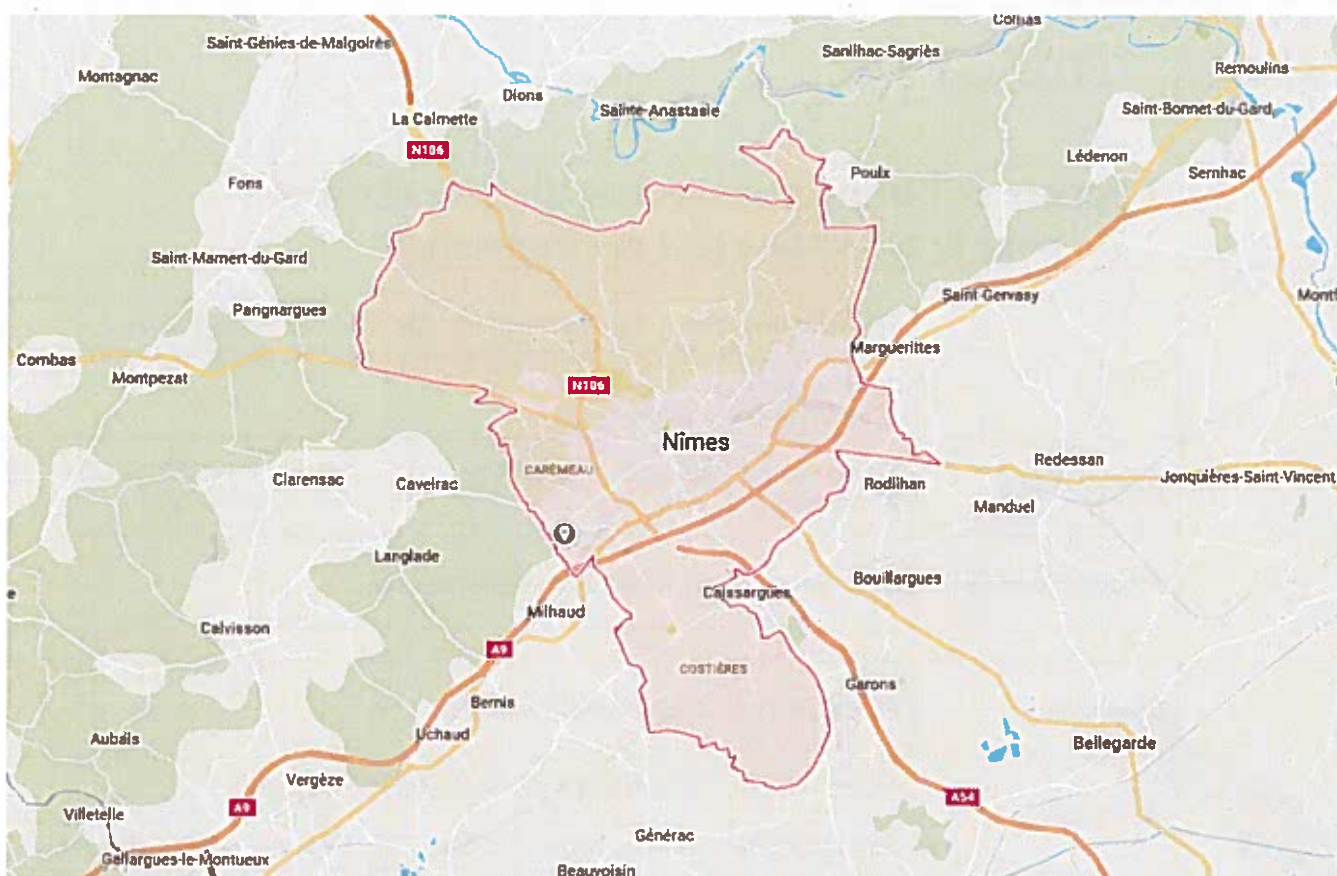 Collias
Saint-Géniès-de-Malgoirès
Sanilhac-Sagriès
Montagnac
Remoulins
Dions
Sainte-Anastasie
Saint-Bonnet-du-Gard
La Calmette
N106
Lédenon
Poulx
Sernhac
Fons
Saint-Mamert-du-Gard
Saint-Gervasy
Parignargues
Marguerittes
Combas
Montpezat
N106
Nîmes
CARÉMEAU
Redessan
Clarensac
Caveirac
Rodilhan
Jonquières-Saint-Vincent
Manduel
Langlade
Bouillargues
Caissargues
Milhaud
Calvisson
A9
COSTIÈRES
Garons
Bernis
Uchaud
Aubais
Bellegarde
Vergèze
A9
A54
Villetelle
Générac
Gallargues-le-Montueux
Beauvoisin